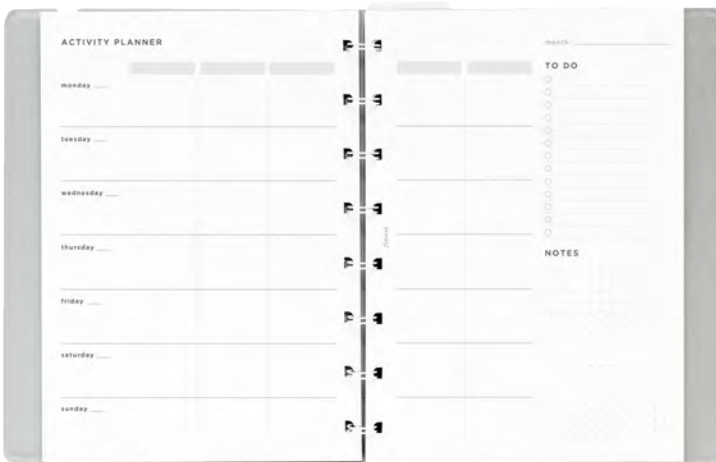 ACTIVITY PLANNER
monday
tuesday
wednesday
thursday
friday
saturday
sunday
month
TO DO
NOTES